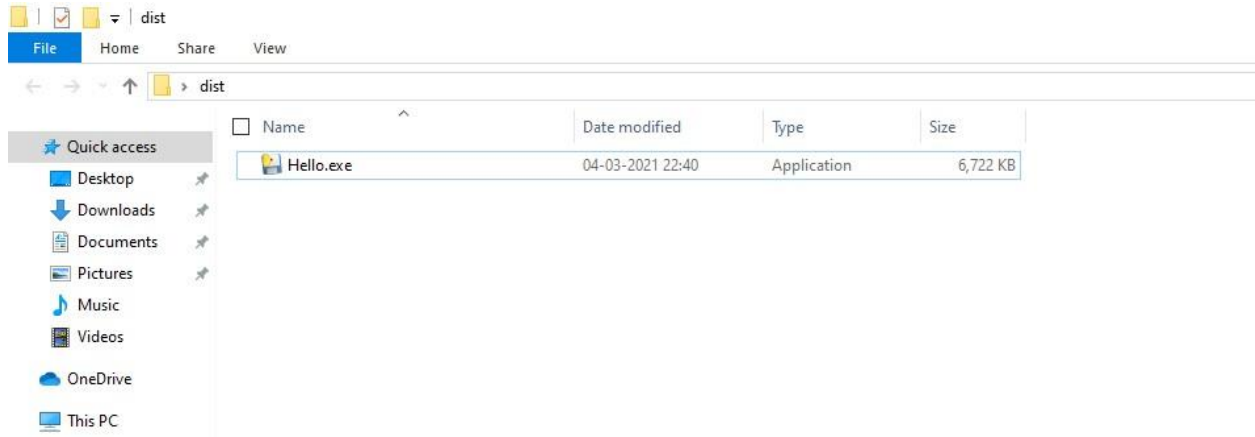 dist
File Home Share View
dist
Name Date modified Type Size
Quick access
Hello.exe 04-03-2021 22:40 Application 6,722 KB
Desktop
Downloads
Documents
Pictures
Music
Videos
OneDrive
This PC